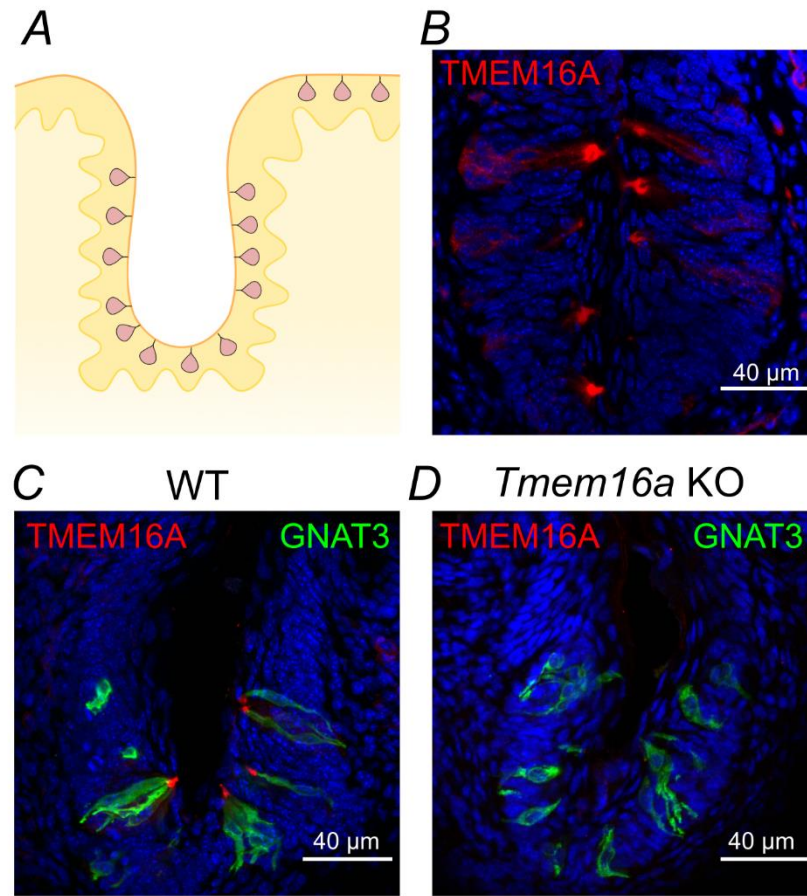 A
B
TMEM16A
40 µm
C WT
D Tmem16a KO
TMEM16A GNAT3
TMEM16A GNAT3
40 µm
40 µm